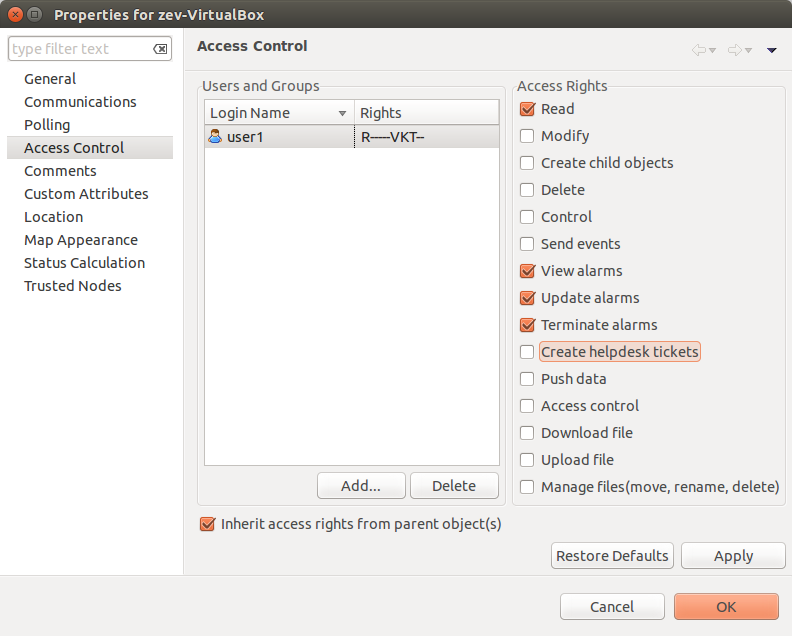 Properties for zev-VirtualBox
type filter text
General
Communications
Polling
Access Control
Comments
Custom Attributes
Location
Map Appearance
Status Calculation
Trusted Nodes
Access Control
Users and Groups
Login Name Rights
user1 R-----VKT--
Add... Delete
Access Rights
Read
Modify
Create child objects
Delete
Control
Send events
View alarms
Update alarms
Terminate alarms
Create helpdesk tickets
Push data
Access control
Download file
Upload file
Manage files(move, rename, delete)
Inherit access rights from parent object(s)
Restore Defaults Apply
Cancel OK